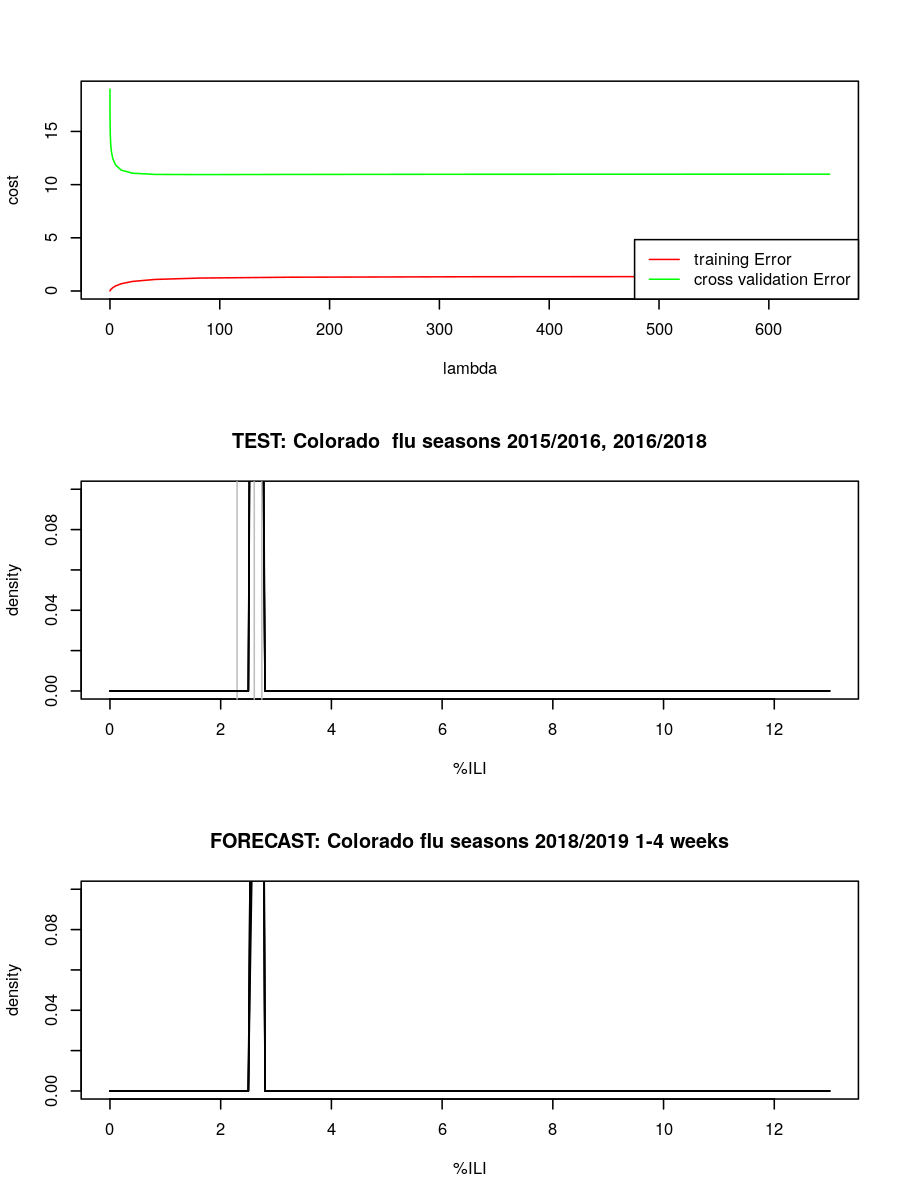 cost
15
10
5
0
training Error
cross validation Error
0 100 200 300 400 500 600
lambda
TEST: Colorado  flu seasons 2015/2016, 2016/2018
density
0.08
0.04
0.00
0 2 4 6 8 10 12
%ILI
FORECAST: Colorado flu seasons 2018/2019 1-4 weeks
density
0.08
0.04
0.00
0 2 4 6 8 10 12
%ILI